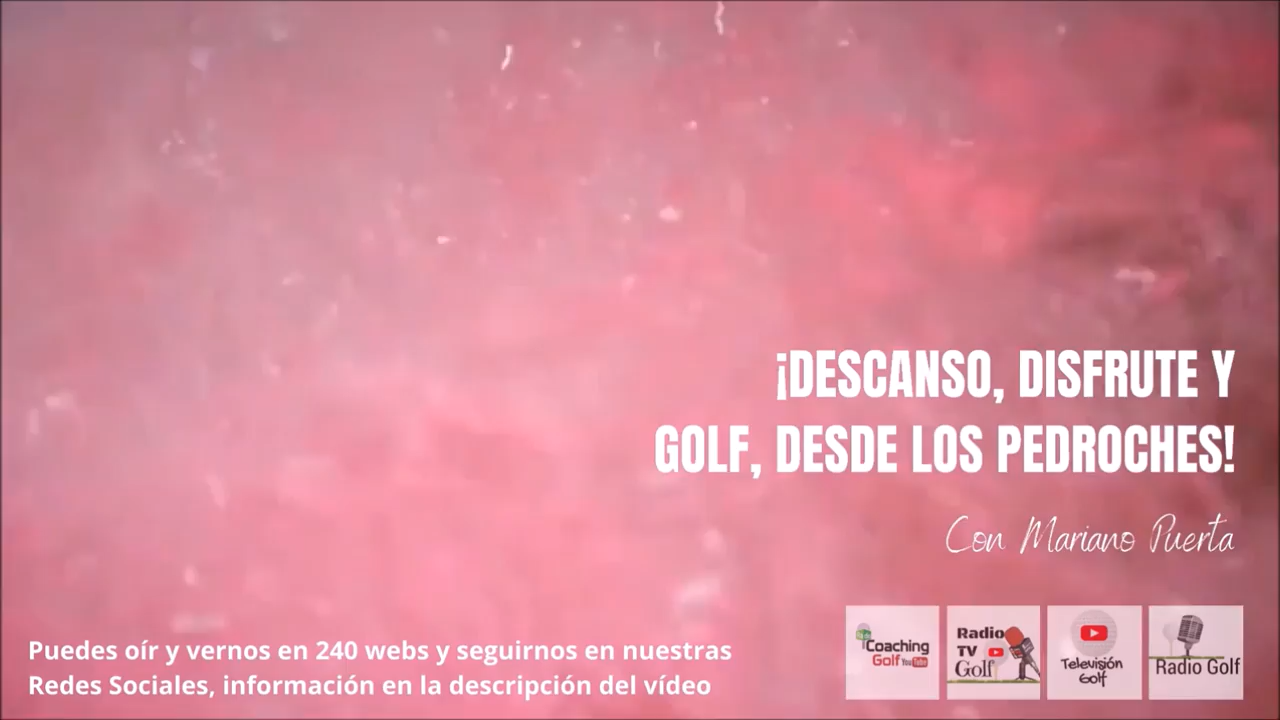 ¡DESCANSO, DISFRUTE Y
GOLF, DESDE LOS PEDROCHES!
Con Mariano Puerta
Puedes oír y vernos en 240 webs y seguirnos en nuestras
Redes Sociales, información en la descripción del vídeo
Coaching
Golf YouTube
Radio
TV
Golf
Televisión
Golf
Radio Golf